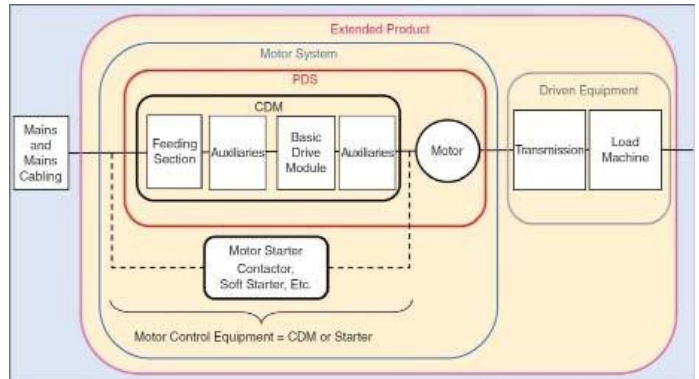 Extended Product
Motor System
PDS
CDM
Driven Equipment
Mains
and
Mains
Cabling
Feeding
Section
Auxiliaries
Basic
Drive
Module
Auxiliaries
Motor
Transmission
Load
Machine
Motor Starter
Contactor,
Soft Starter, Etc.
Motor Control Equipment = CDM or Starter